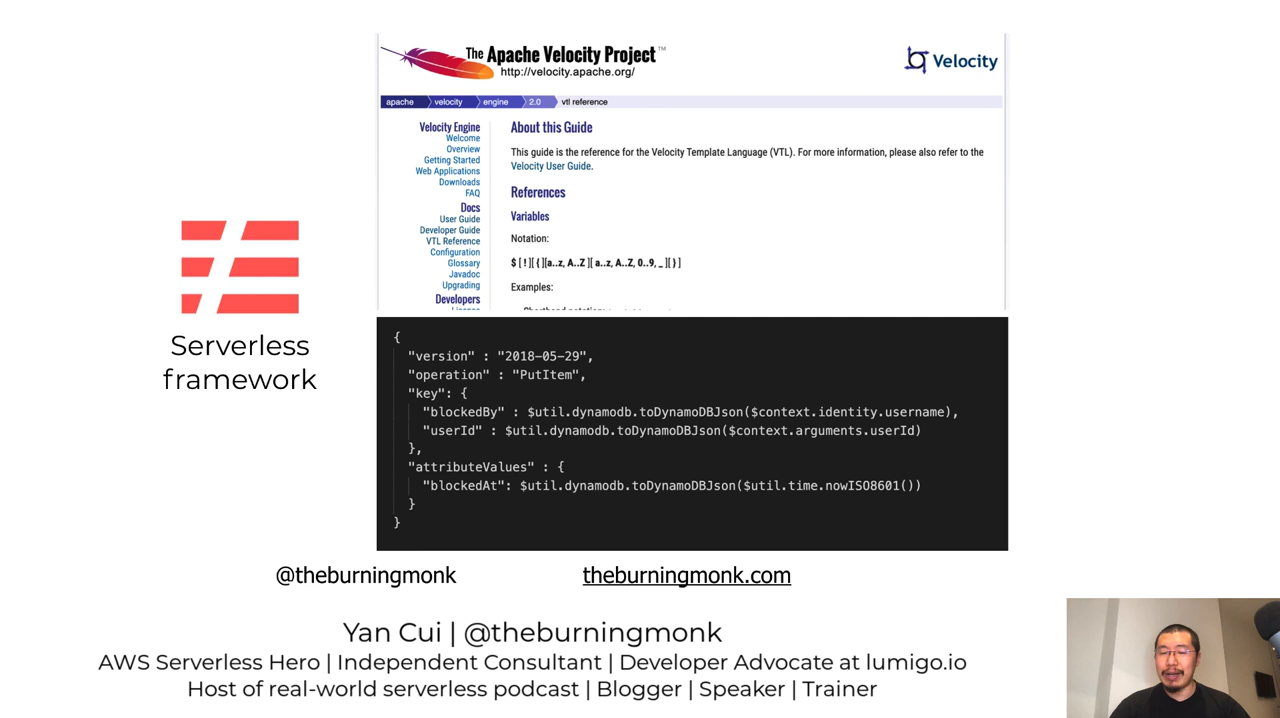 The Apache Velocity Project™
http://velocity.apache.org/
Velocity
apache velocity engine 2.0 vtl reference
Velocity Engine
Welcome
Overview
Getting Started
Web Applications
Downloads
FAQ
Docs
User Guide
Developer Guide
VTL Reference
Configuration
Glossary
Javadoc
Upgrading
Developers
About this Guide
This guide is the reference for the Velocity Template Language (VTL). For more information, please also refer to the
Velocity User Guide.
References
Variables
Notation:
$ [ ! ][ { ][a..z, A..Z ][ a..z, A..Z, 0..9, _ ][ } ]
Examples:
Serverless
framework
{
"version" : "2018-05-29",
"operation" : "PutItem",
"key": {
"blockedBy" : $util.dynamodb.toDynamoDBJson($context.identity.username),
"userId" : $util.dynamodb.toDynamoDBJson($context.arguments.userId)
},
"attributeValues" : {
"blockedAt": $util.dynamodb.toDynamoDBJson($util.time.nowISO8601())
}
}
@theburningmonk theburningmonk.com
Yan Cui | @theburningmonk
AWS Serverless Hero | Independent Consultant | Developer Advocate at lumigo.io
Host of real-world serverless podcast | Blogger | Speaker | Trainer